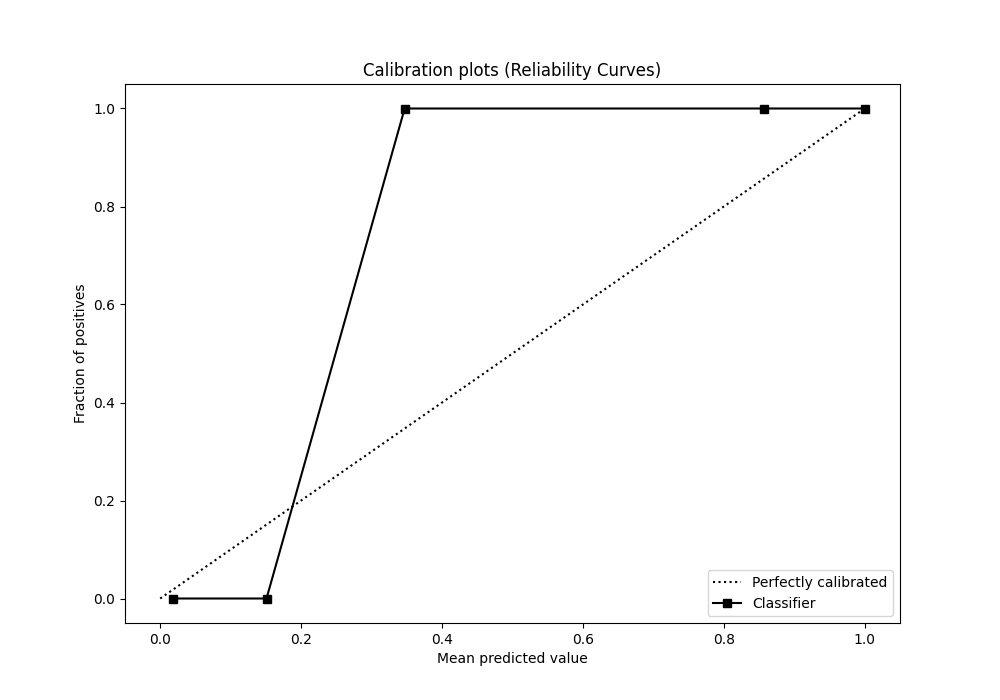 Calibration plots (Reliability Curves)
1.0
0.8
0.6
0.4
0.2
0.0
Fraction of positives
0.0 0.2 0.4 0.6 0.8 1.0
Mean predicted value
Perfectly calibrated
Classifier